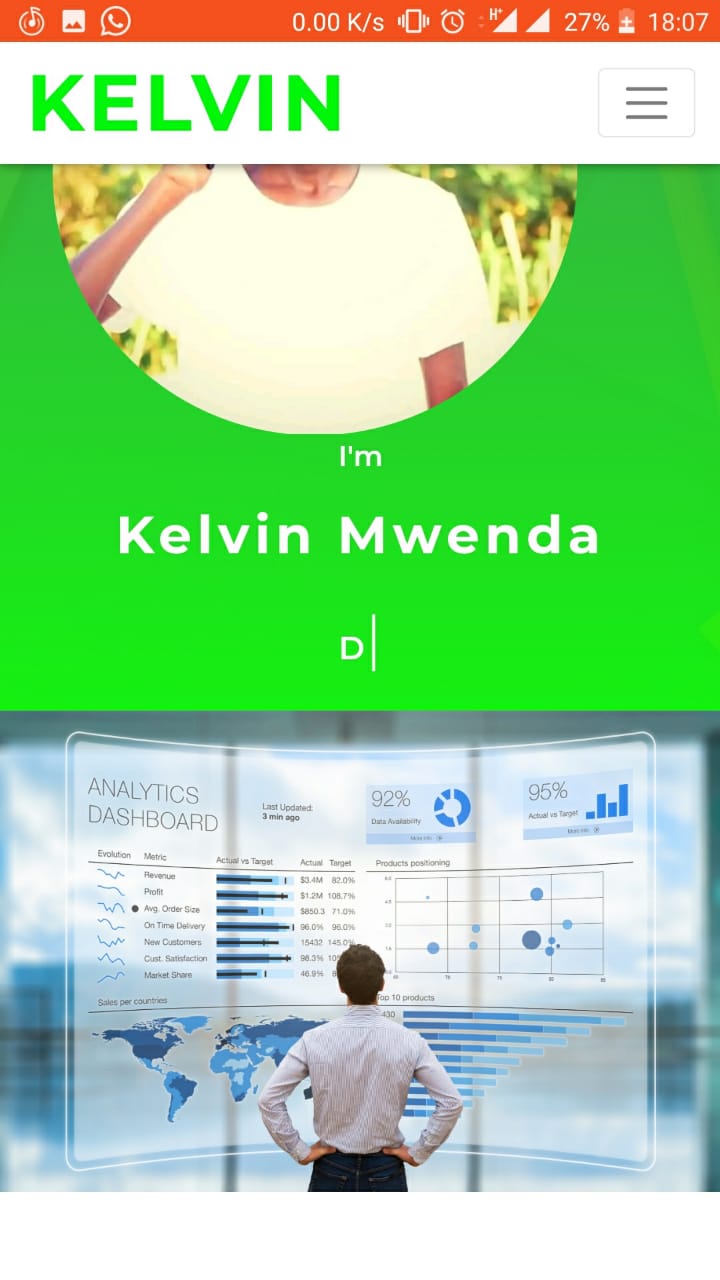 0.00 K/s H+ 27% 18:07
KELVIN
I'm
Kelvin Mwenda
D
ANALYTICS
DASHBOARD
Last Updated:
3 min ago
92%
Data Availability
More info
95%
Actual vs Target
More info
Evolution Metric Actual vs Target Actual Target
Revenue $3.4M 82.0%
Profit $1.2M 108.7%
Avg. Order Size $850.3 71.0%
On Time Delivery 96.0% 96.0%
New Customers 15432 145.0%
Cust. Satisfaction 98.3%
Market Share 46.9%
Products positioning
Sales per countries
Top 10 products
430